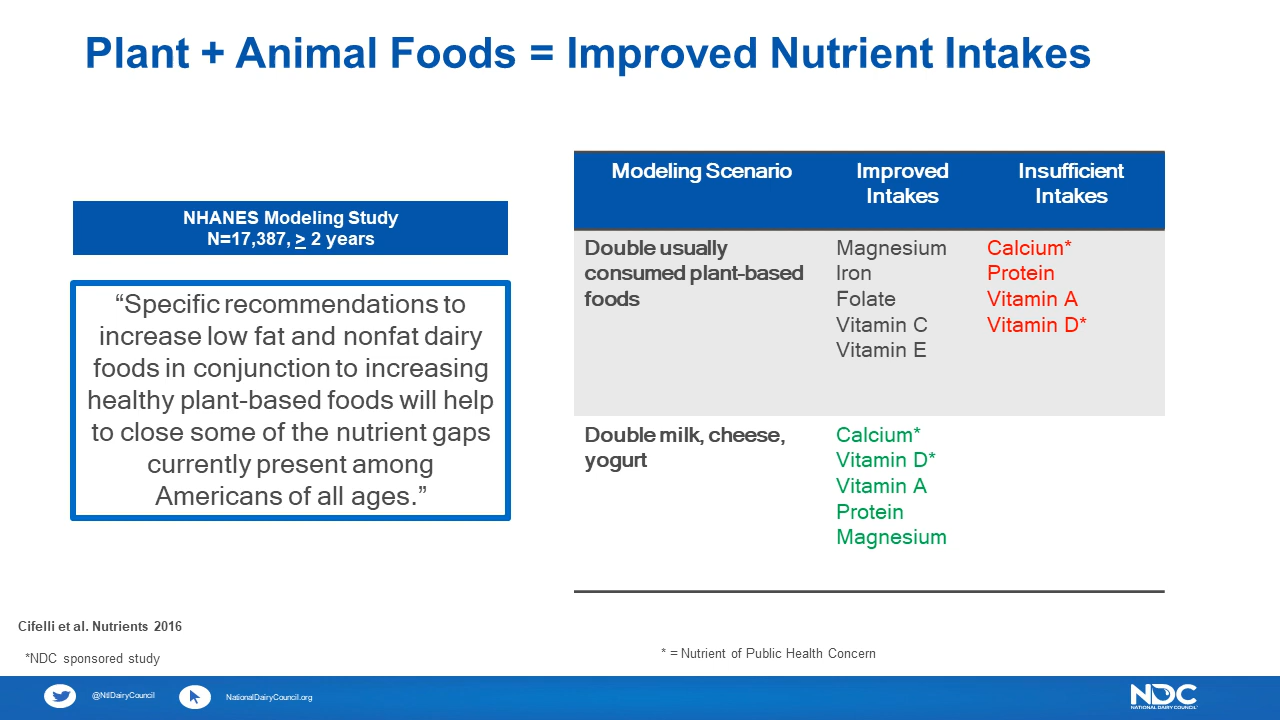 Plant + Animal Foods = Improved Nutrient Intakes
NHANES Modeling Study
N=17,387, > 2 years
“Specific recommendations to
increase low fat and nonfat dairy
foods in conjunction to increasing
healthy plant-based foods will help
to close some of the nutrient gaps
currently present among
Americans of all ages.”
Modeling Scenario
Improved
Intakes
Insufficient
Intakes
Double usually
consumed plant-based
foods
Magnesium
Iron
Folate
Vitamin C
Vitamin E
Calcium*
Protein
Vitamin A
Vitamin D*
Double milk, cheese,
yogurt
Calcium*
Vitamin D*
Vitamin A
Protein
Magnesium
Cifelli et al. Nutrients 2016
*NDC sponsored study
* = Nutrient of Public Health Concern
@NtlDairyCouncil
NationalDairyCouncil.org
NDC
NATIONAL DAIRY COUNCIL